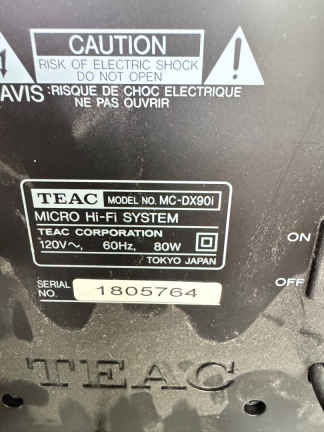 CAUTION
RISK OF ELECTRIC SHOCK
DO NOT OPEN
AVIS :RISQUE DE CHOC ELECTRIQUE
NE PAS OUVRIR
TEAC MODEL NO. MC-DX90i
MICRO Hi-Fi SYSTEM
TEAC CORPORATION
120V~, 60Hz, 80W
TOKYO JAPAN
ON
OFF
SERIAL NO. 1805764
TEAC